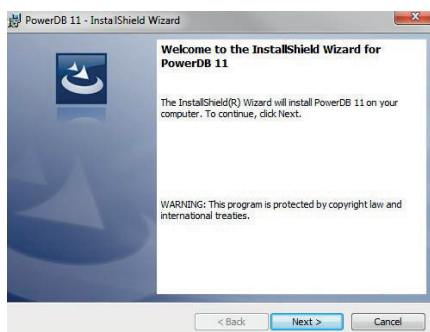 PowerDB 11 - InstallShield Wizard
Welcome to the InstallShield Wizard for
PowerDB 11
The InstallShield(R) Wizard will install PowerDB 11 on your
computer. To continue, click Next.
WARNING: This program is protected by copyright law and
international treaties.
< Back
Next >
Cancel